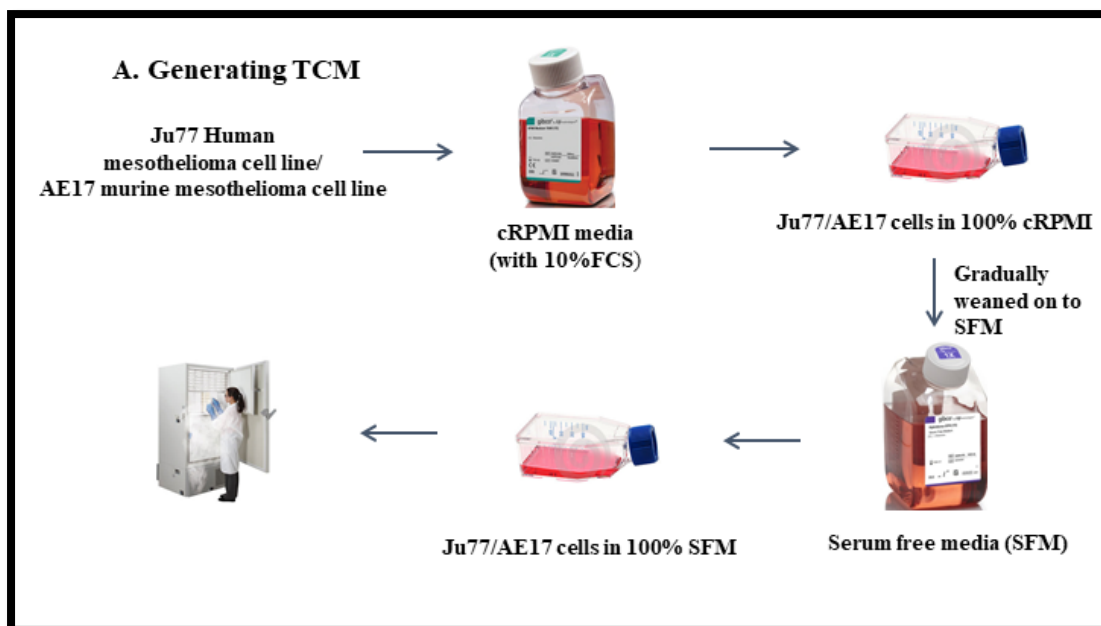 A. Generating TCM
Ju77 Human
mesothelioma cell line/
AE17 murine mesothelioma cell line
cRPMI media
(with 10%FCS)
Ju77/AE17 cells in 100% cRPMI
Gradually
weaned on to
SFM
Serum free media (SFM)
Ju77/AE17 cells in 100% SFM
gibco
gibco